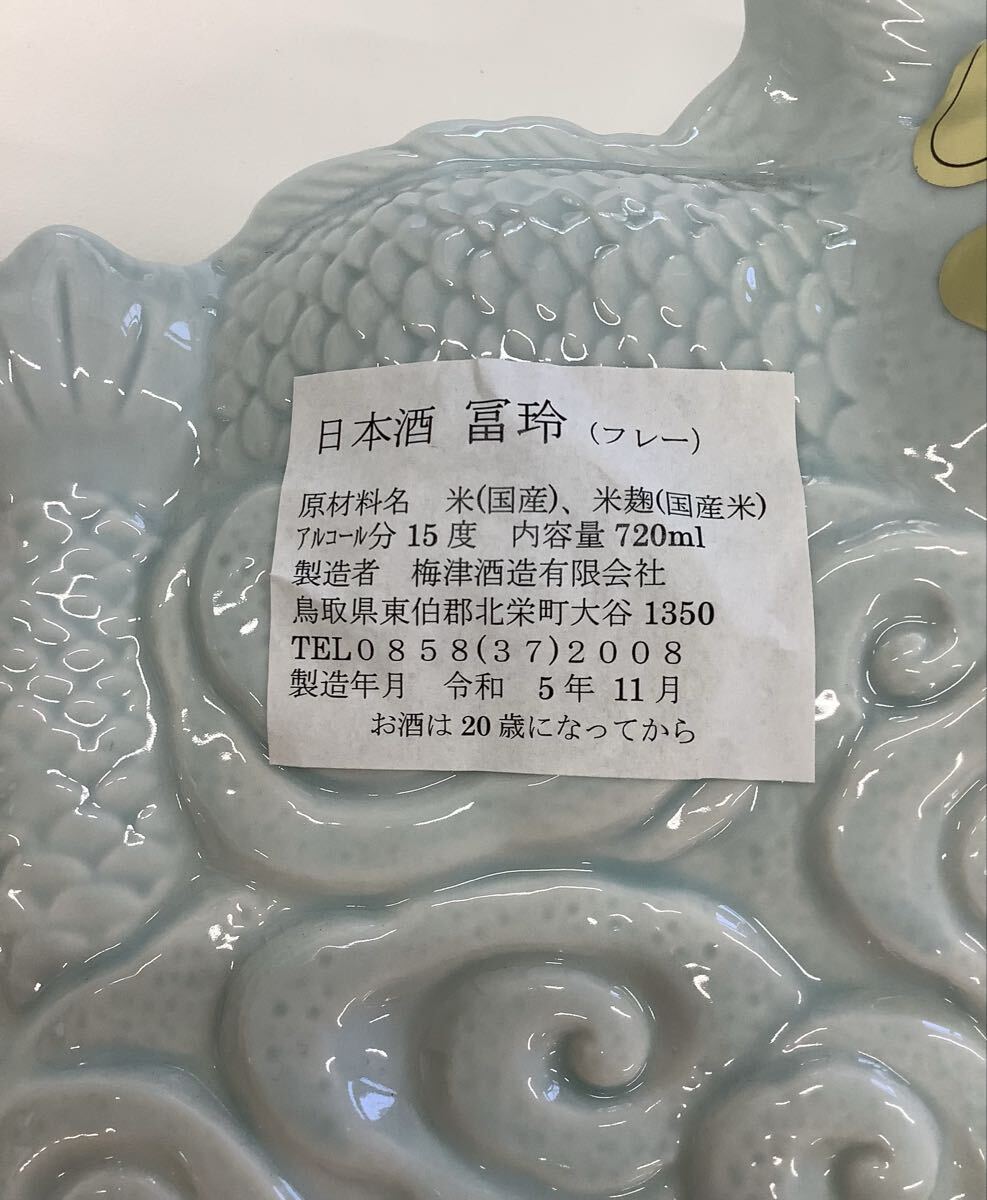 日本酒 冨玲 (フレー)
原材料名 米(国産)、米麹(国産米)
ｱﾙｺｰﾙ分 15 度 内容量 720ml
製造者 梅津酒造有限会社
鳥取県東伯郡北栄町大谷 1350
TEL０８５８(３７)２００８
製造年月 令和 5 年 11 月
お酒は 20 歳になってから